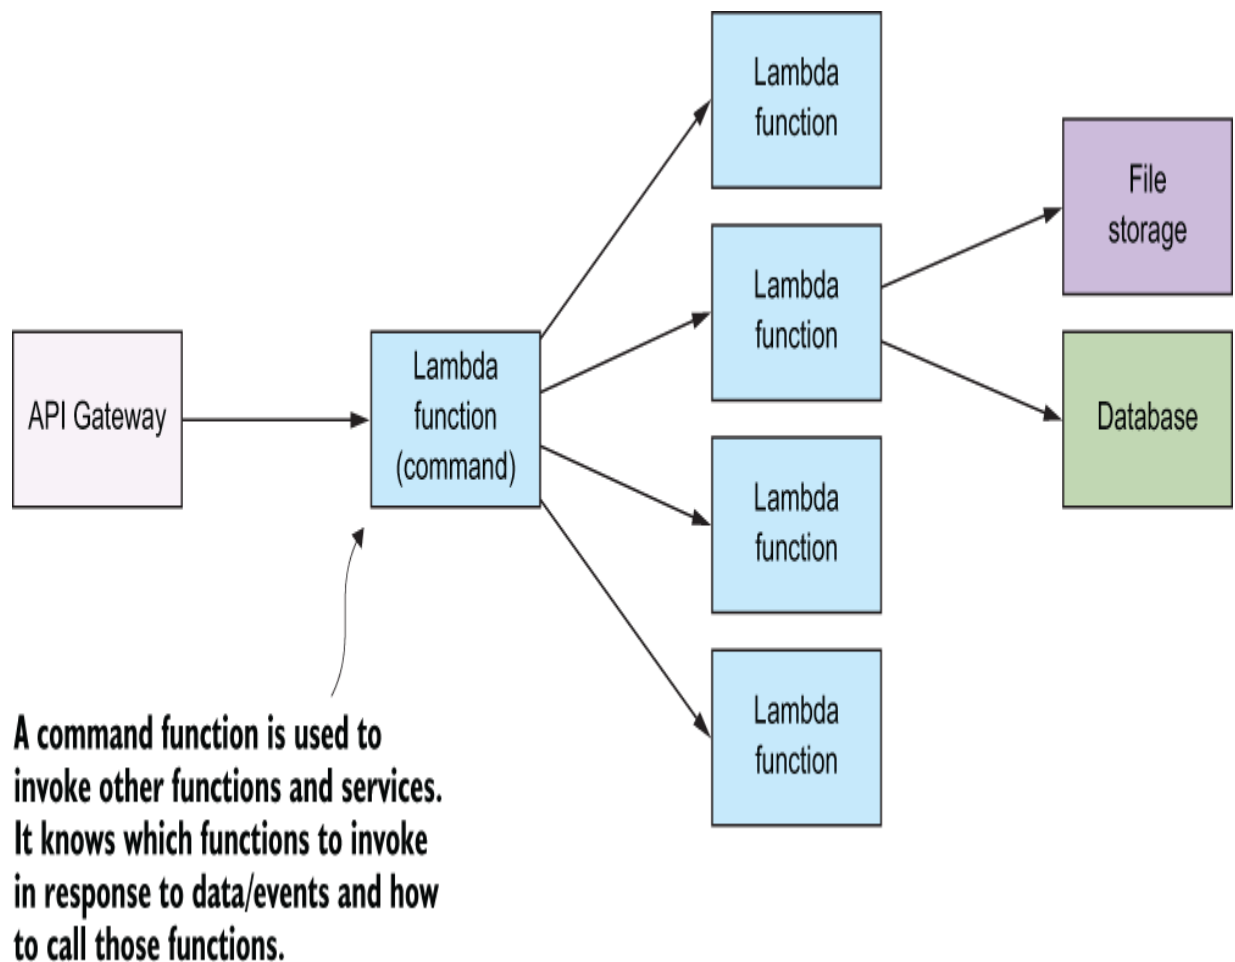 API Gateway
Lambda
function
(command)
Lambda
function
Lambda
function
Lambda
function
Lambda
function
File
storage
Database
A command function is used to
invoke other functions and services.
It knows which functions to invoke
in response to data/events and how
to call those functions.